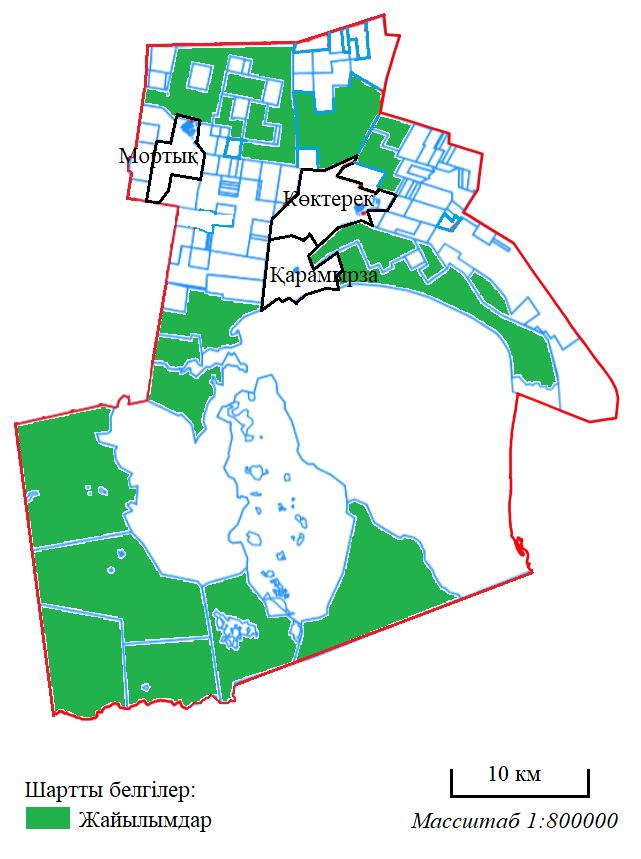 Мортық
Көктерек
Қарамырза
Шартты белгілер:
Жайылымдар
10 км
Масштаб 1:800000